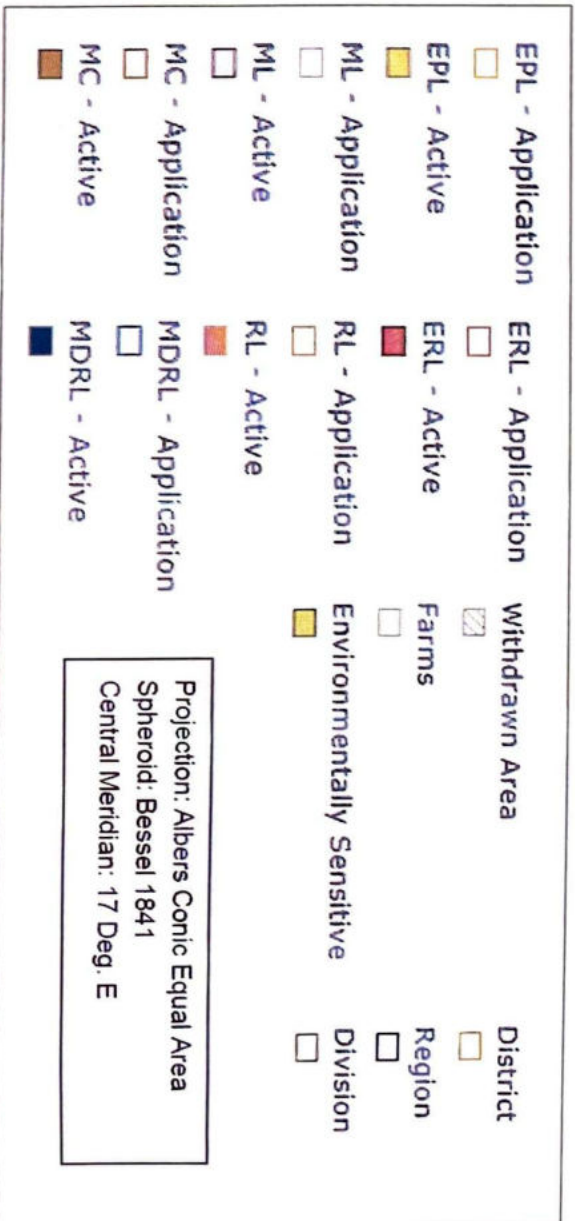 EPL - Application
EPL - Active
ML - Application
ML - Active
MC - Application
MC - Active
ERL - Application
ERL - Active
RL - Application
RL - Active
MDRL - Application
MDRL - Active
Withdrawn Area
Farms
Environmentally Sensitive
District
Region
Division
Projection: Albers Conic Equal Area
Spheroid: Bessel 1841
Central Meridian: 17 Deg. E